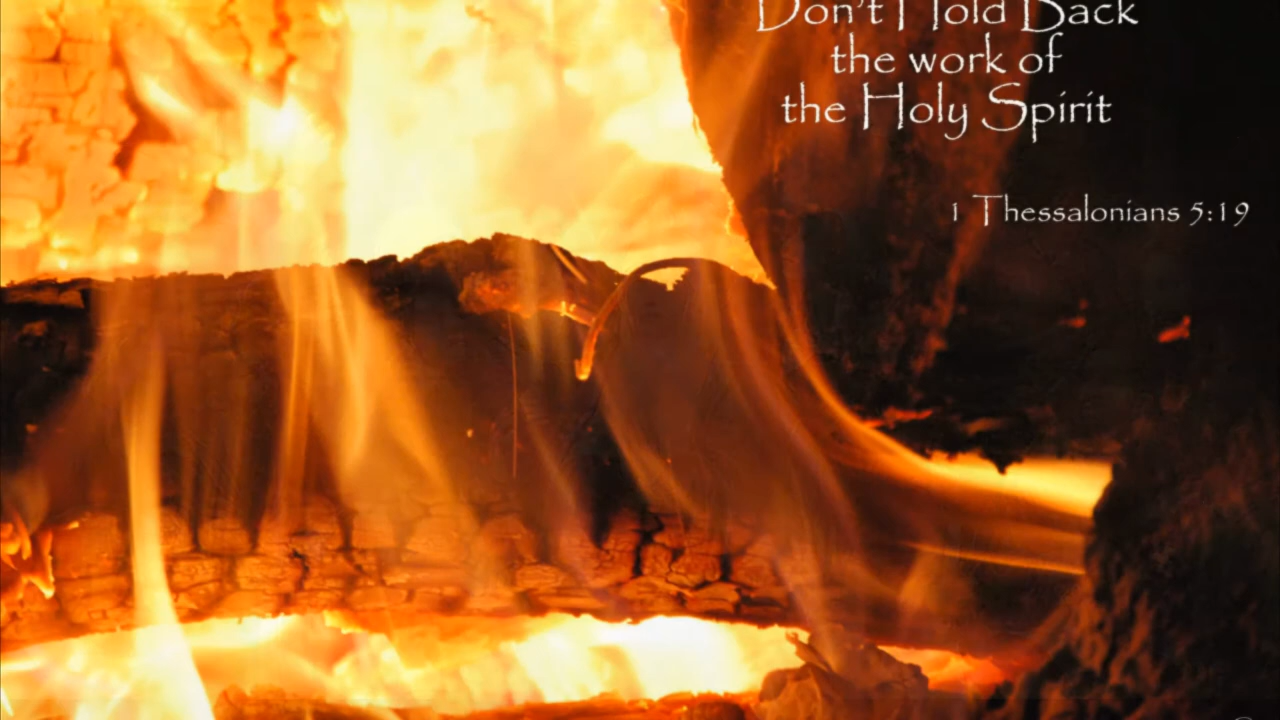 Don't Hold Back
the work of
the Holy Spirit
1 Thessalonians 5:19